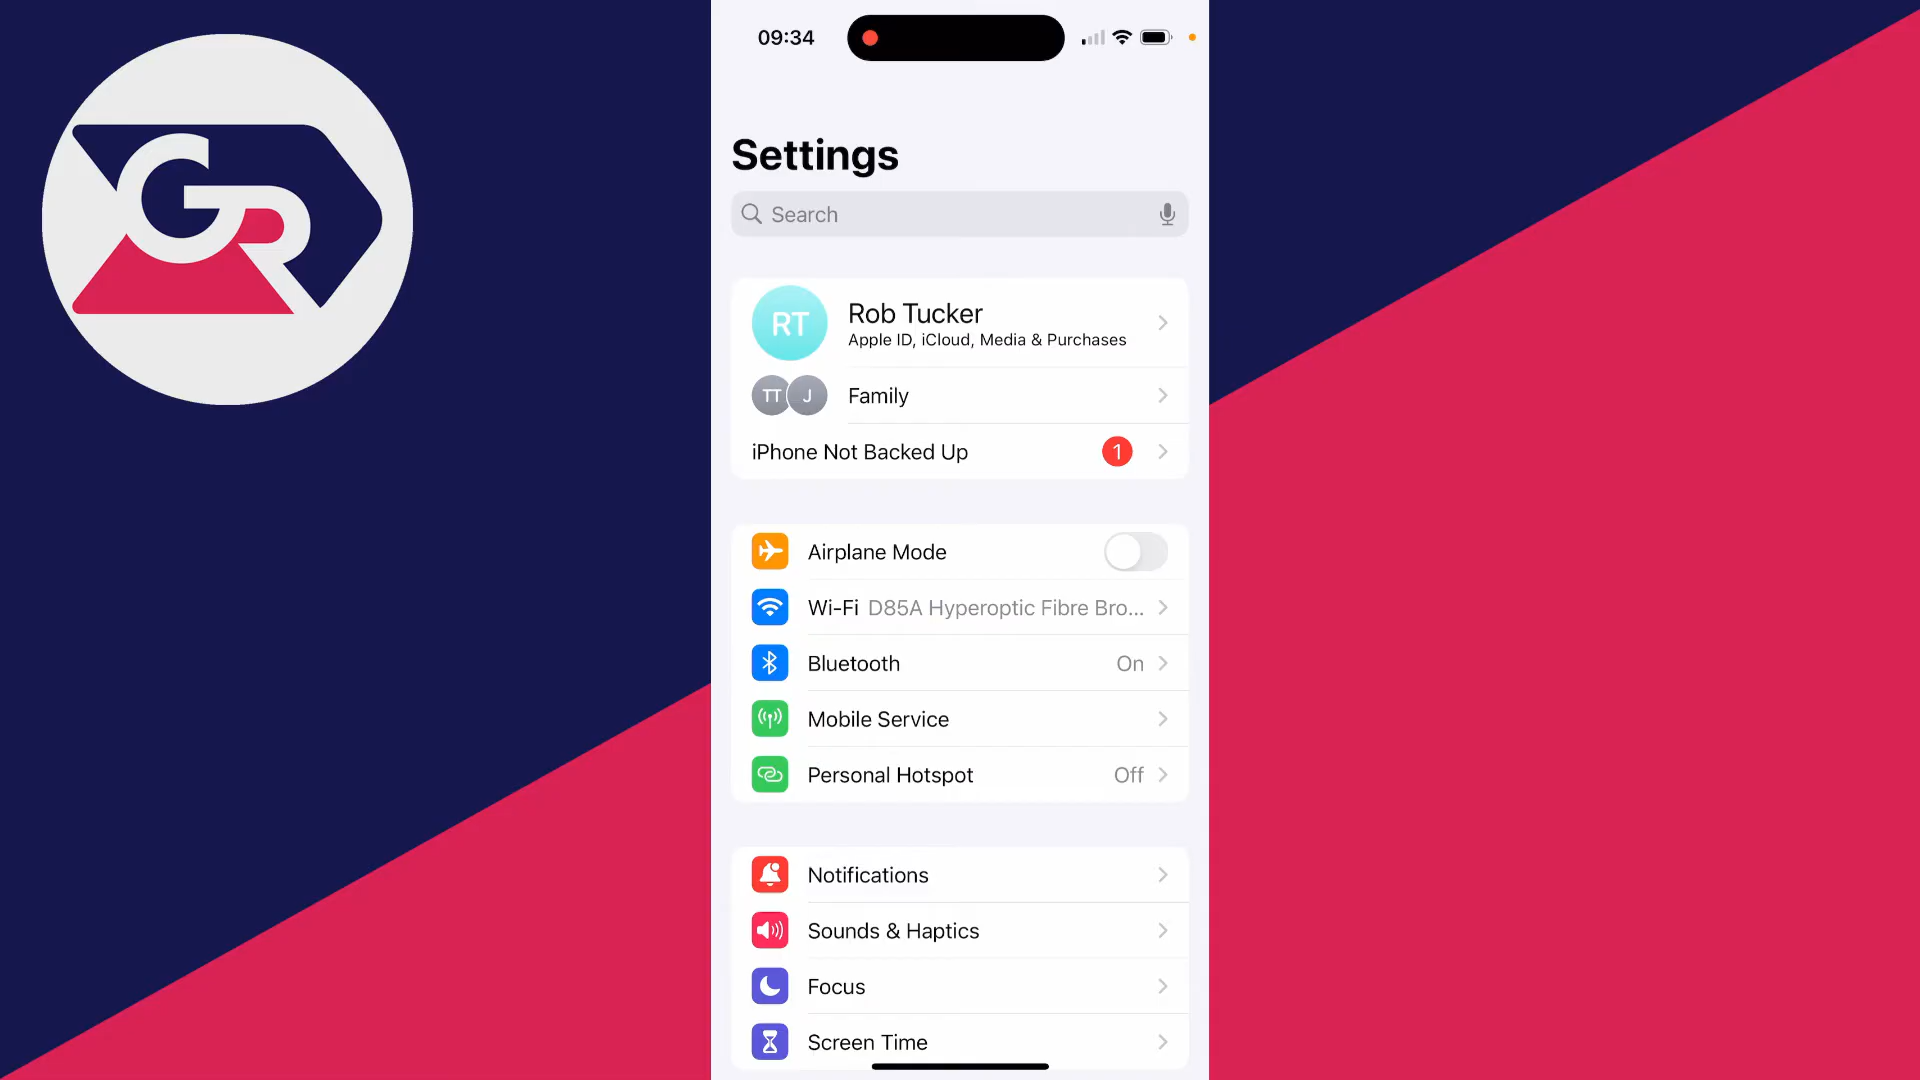 GR
09:34
Settings
Search
RT
Rob Tucker
Apple ID, iCloud, Media & Purchases
TT J Family
iPhone Not Backed Up 1
Airplane Mode
Wi-Fi D85A Hyperoptic Fibre Bro...
Bluetooth On
Mobile Service
Personal Hotspot Off
Notifications
Sounds & Haptics
Focus
Screen Time